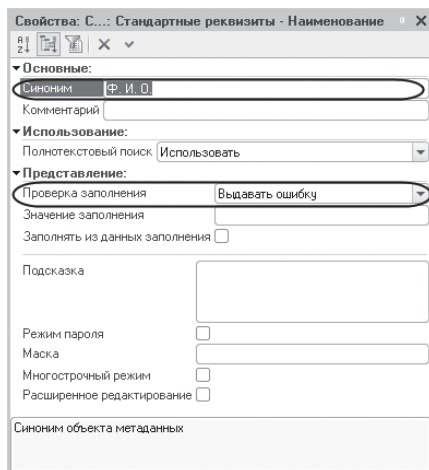 Свойства: С...: Стандартные реквизиты - Наименование
Основные:
Синоним Ф. И. О.
Комментарий
Использование:
Полнотекстовый поиск Использовать
Представление:
Проверка заполнения Выдавать ошибку
Значение заполнения
Заполнять из данных заполнения
Подсказка
Режим пароля
Маска
Многострочный режим
Расширенное редактирование
Синоним объекта метаданных